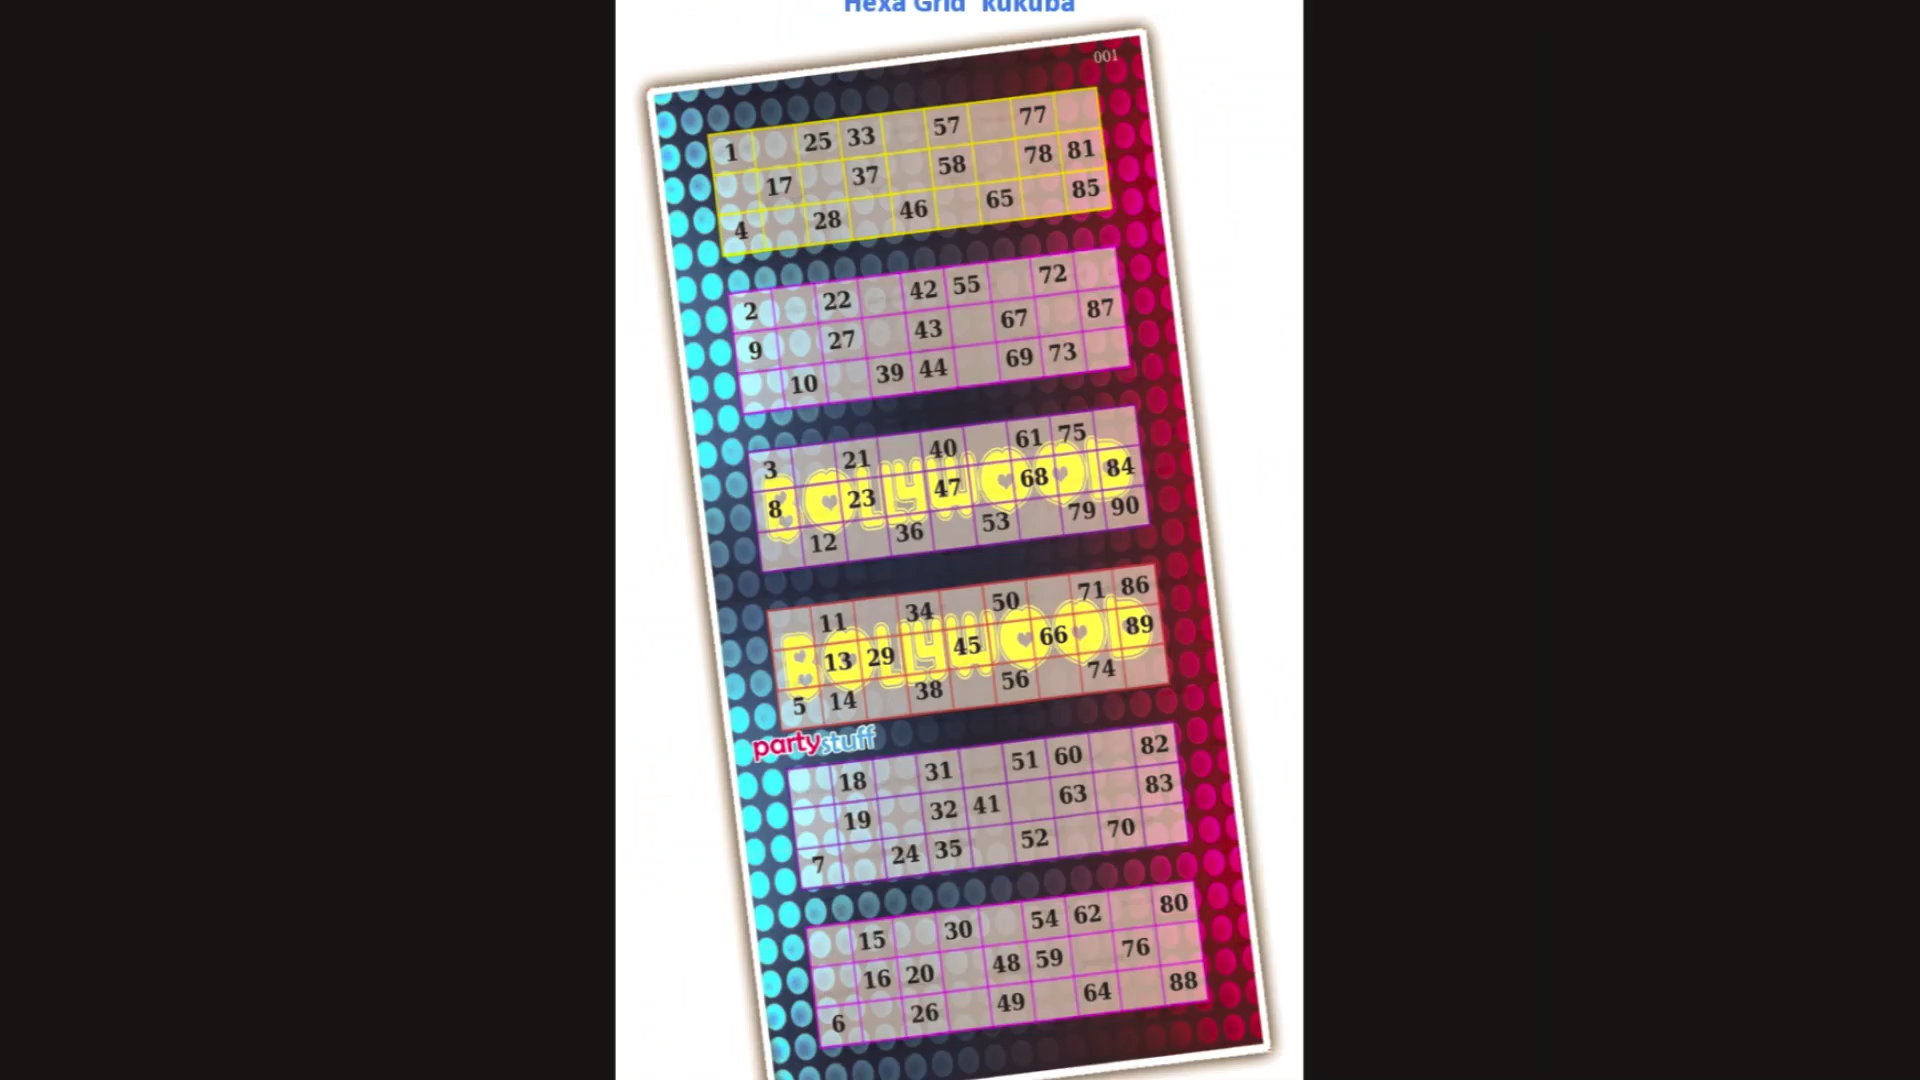 Hexa Grid "kukuba"
001
1 25 33 57 77
17 37 58 78 81
4 28 46 65 85
2 22 42 55 72
9 27 43 67 87
10 39 44 69 73
3 21 40 61 75
BOLLYWOOD
8 23 47 68 84
12 36 53 79 90
11 34 50 71 86
BOLLYWOOD
13 29 45 66 89
5 14 38 56 74
partystuff
18 31 51 60 82
19 32 41 63 83
7 24 35 52 70
15 30 54 62 80
16 20 48 59 76
6 26 49 64 88